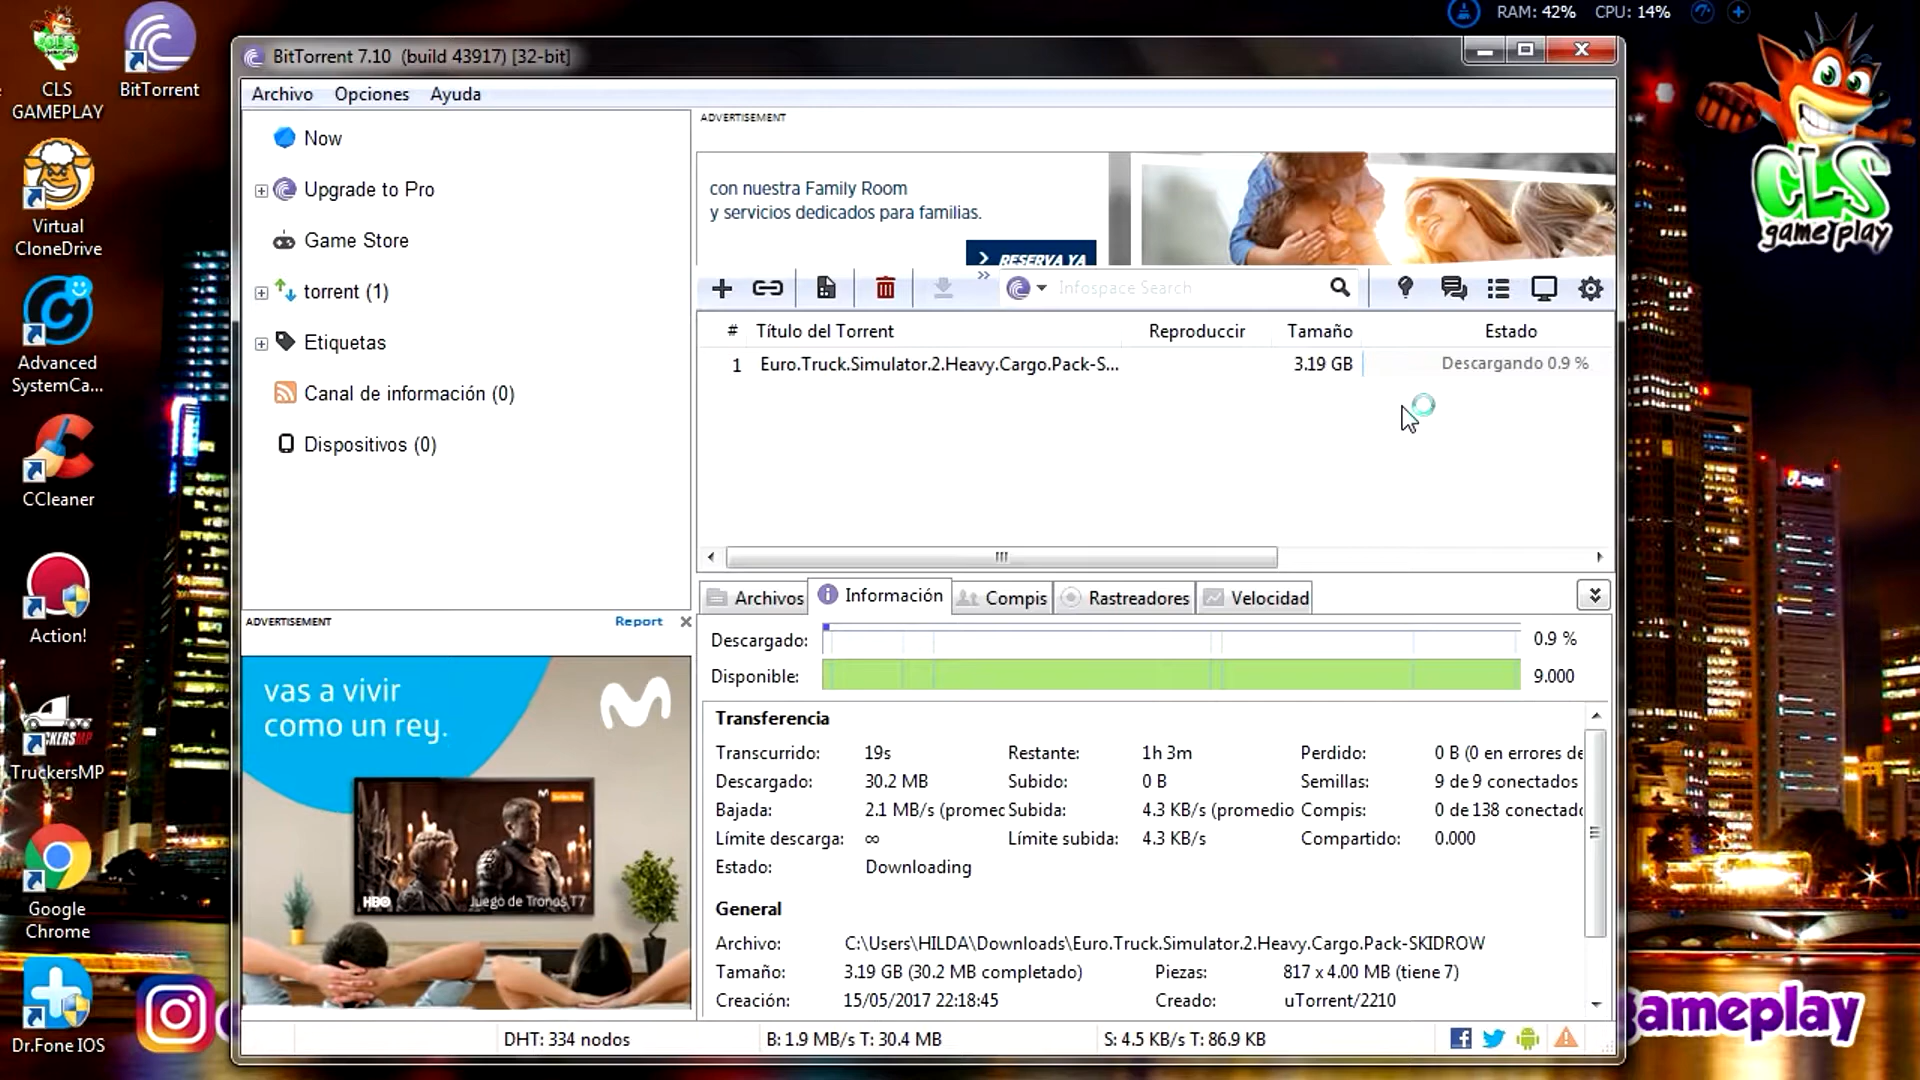 RAM: 42% CPU: 14%
CLS
GAMEPLAY
BitTorrent
Virtual
CloneDrive
Advanced
SystemCa...
CCleaner
Action!
TruckersMP
Google
Chrome
Dr.Fone IOS
CLS
gameplay
gameplay
BitTorrent 7.10 (build 43917) [32-bit]
Archivo Opciones Ayuda
Now
Upgrade to Pro
Game Store
torrent (1)
Etiquetas
Canal de información (0)
Dispositivos (0)
ADVERTISEMENT
con nuestra Family Room
y servicios dedicados para familias.
RESERVA YA
Infospace Search
# Título del Torrent Reproduccir Tamaño Estado
1 Euro.Truck.Simulator.2.Heavy.Cargo.Pack-S... 3.19 GB Descargando 0.9 %
Archivos Información Compis Rastreadores Velocidad
ADVERTISEMENT Report
vas a vivir
como un rey.
HBO Juego de Tronos T7
Descargado: 0.9 %
Disponible: 9.000
Transferencia
Transcurrido: 19s Restante: 1h 3m Perdido: 0 B (0 en errores de
Descargado: 30.2 MB Subido: 0 B Semillas: 9 de 9 conectados
Bajada: 2.1 MB/s (promec Subida: 4.3 KB/s (promedio Compis: 0 de 138 conectado
Límite descarga: ∞ Límite subida: 4.3 KB/s Compartido: 0.000
Estado: Downloading
General
Archivo: C:\Users\HILDA\Downloads\Euro.Truck.Simulator.2.Heavy.Cargo.Pack-SKIDROW
Tamaño: 3.19 GB (30.2 MB completado) Piezas: 817 x 4.00 MB (tiene 7)
Creación: 15/05/2017 22:18:45 Creado: uTorrent/2210
DHT: 334 nodos B: 1.9 MB/s T: 30.4 MB S: 4.5 KB/s T: 86.9 KB